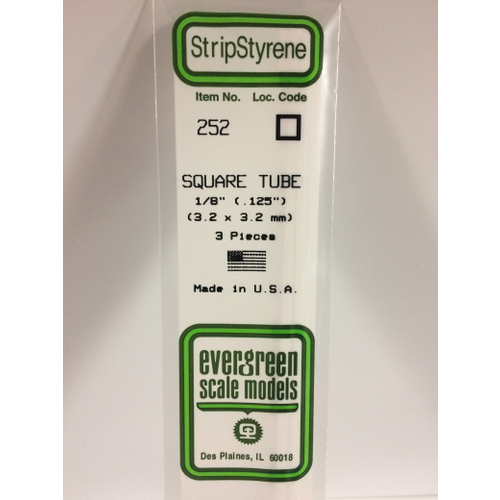 StripStyrene
Item No. Loc. Code
252
SQUARE TUBE
1/8" (.125")
(3.2 x 3.2 mm)
3 Pieces
Made in U.S.A.
evergreen
scale models
Des Plaines, IL 60018